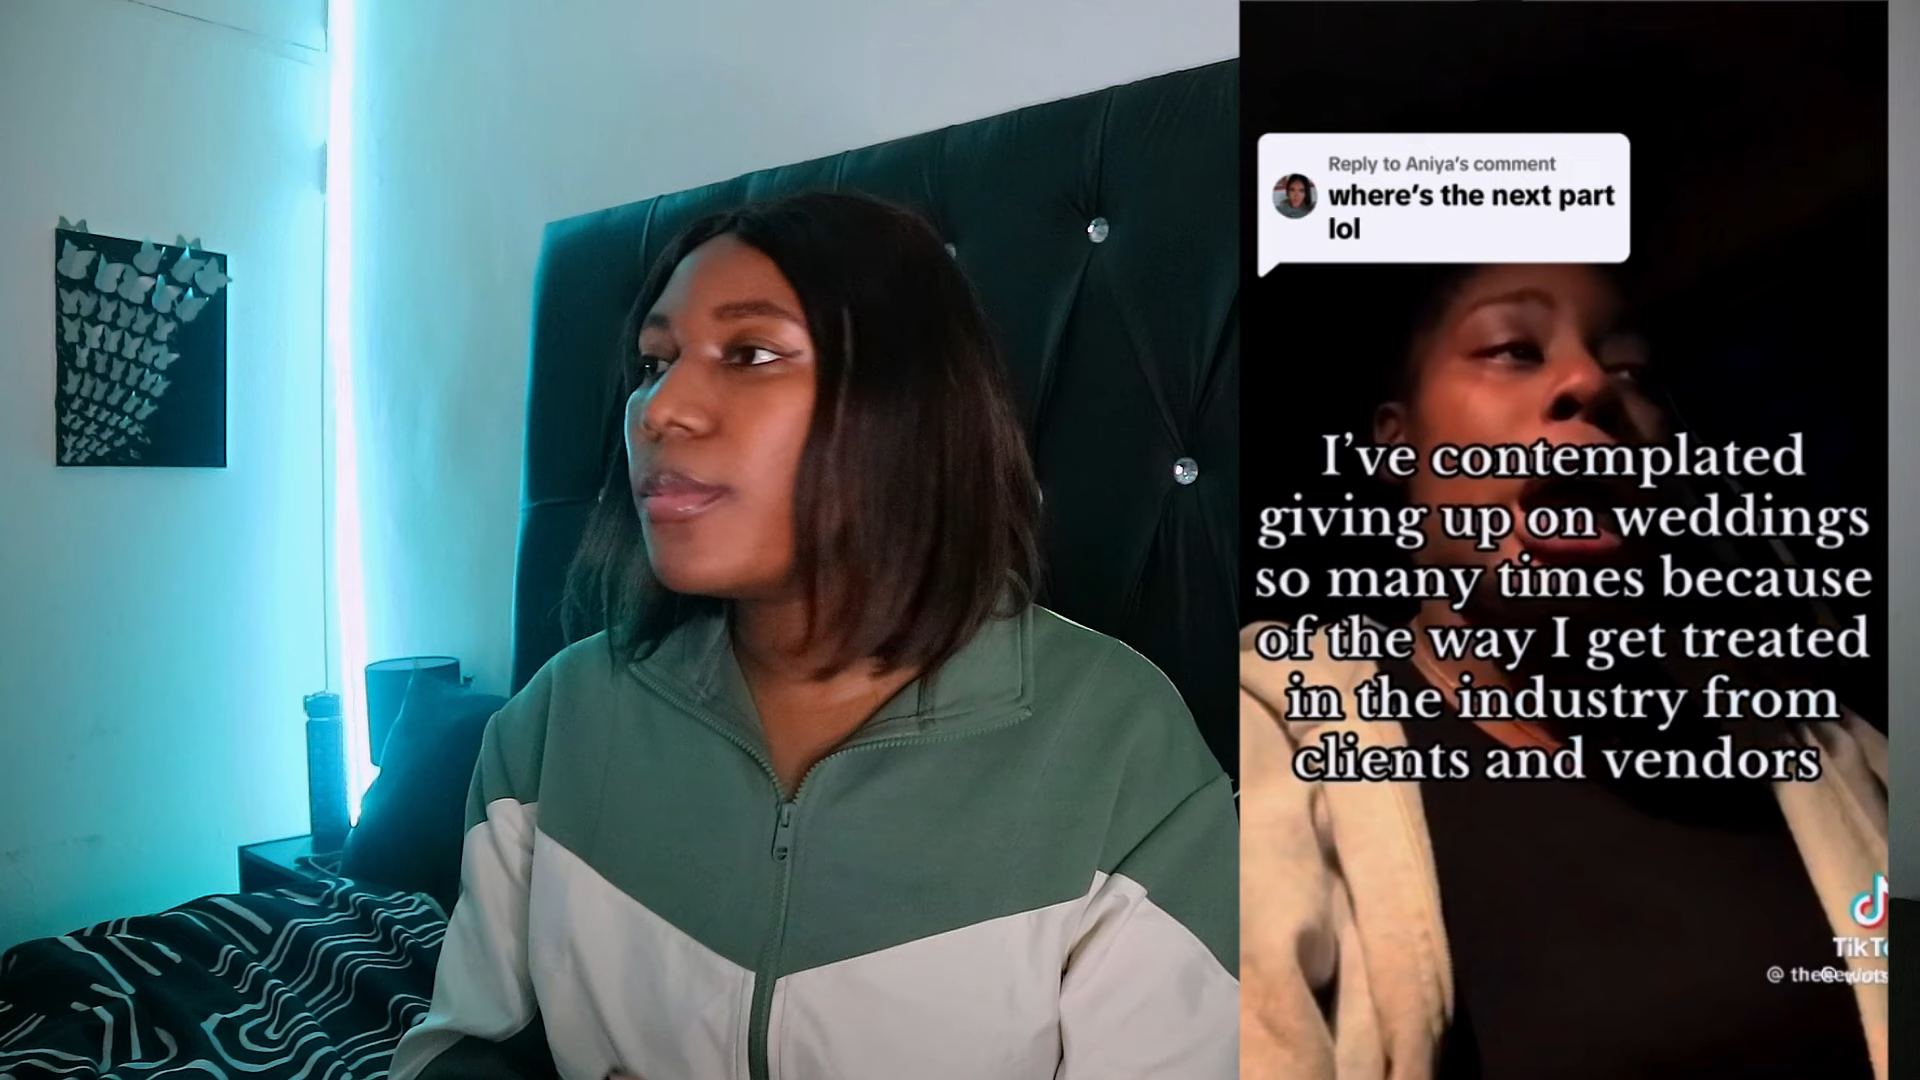 Reply to Aniya's comment
where's the next part
lol
I've contemplated
giving up on weddings
so many times because
of the way I get treated
in the industry from
clients and vendors
TikTo